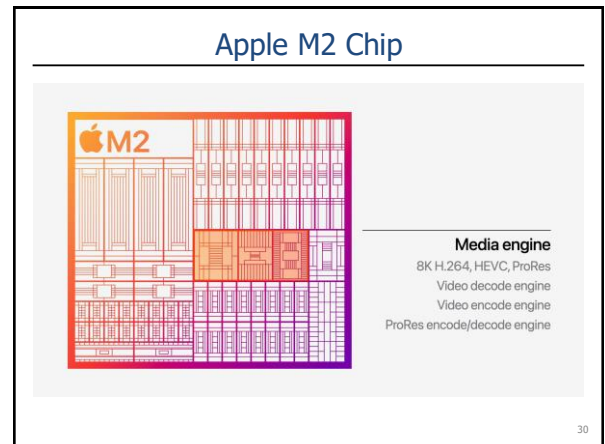 Apple M2 Chip
M2
Media engine
8K H.264, HEVC, ProRes
Video decode engine
Video encode engine
ProRes encode/decode engine
30